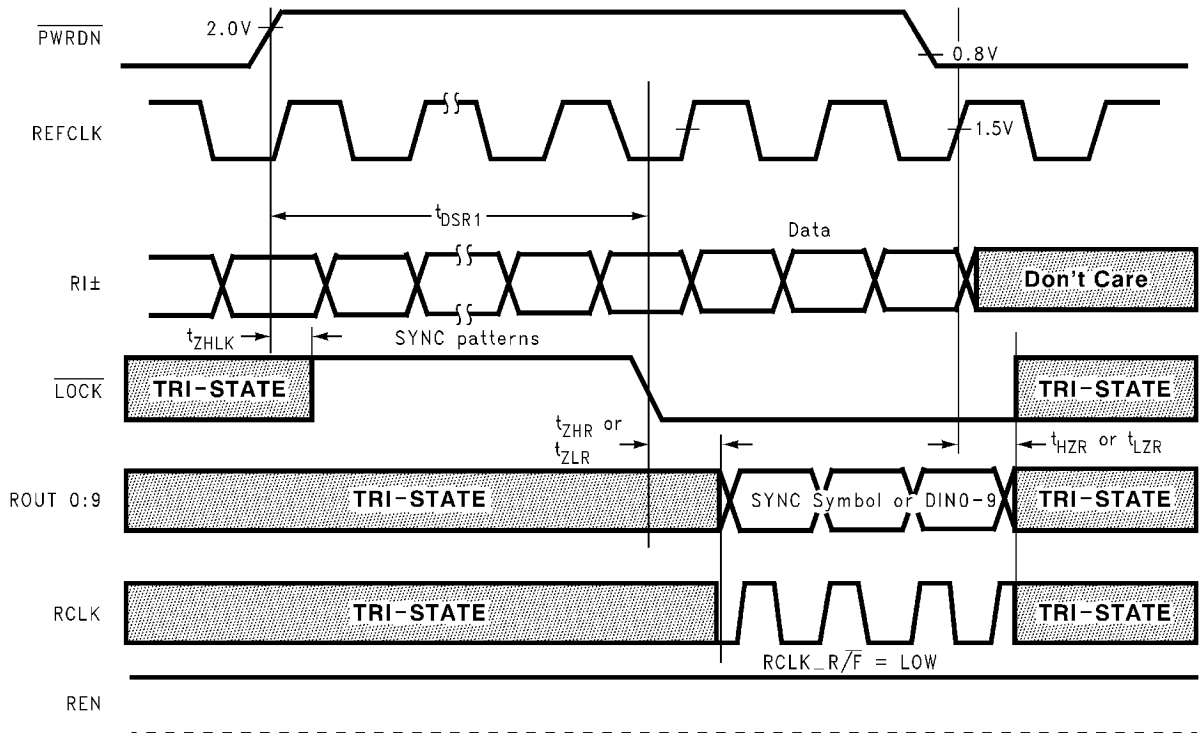 PWRDN
2.0V
0.8V
REFCLK
1.5V
tDSR1
Data
RI±
Don't Care
tZHLK
SYNC patterns
LOCK
TRI-STATE
TRI-STATE
tZHR or
tZLR
tHZR or tLZR
ROUT 0:9
TRI-STATE
SYNC Symbol or DIN0-9
TRI-STATE
RCLK
TRI-STATE
TRI-STATE
RCLK_R/F = LOW
REN